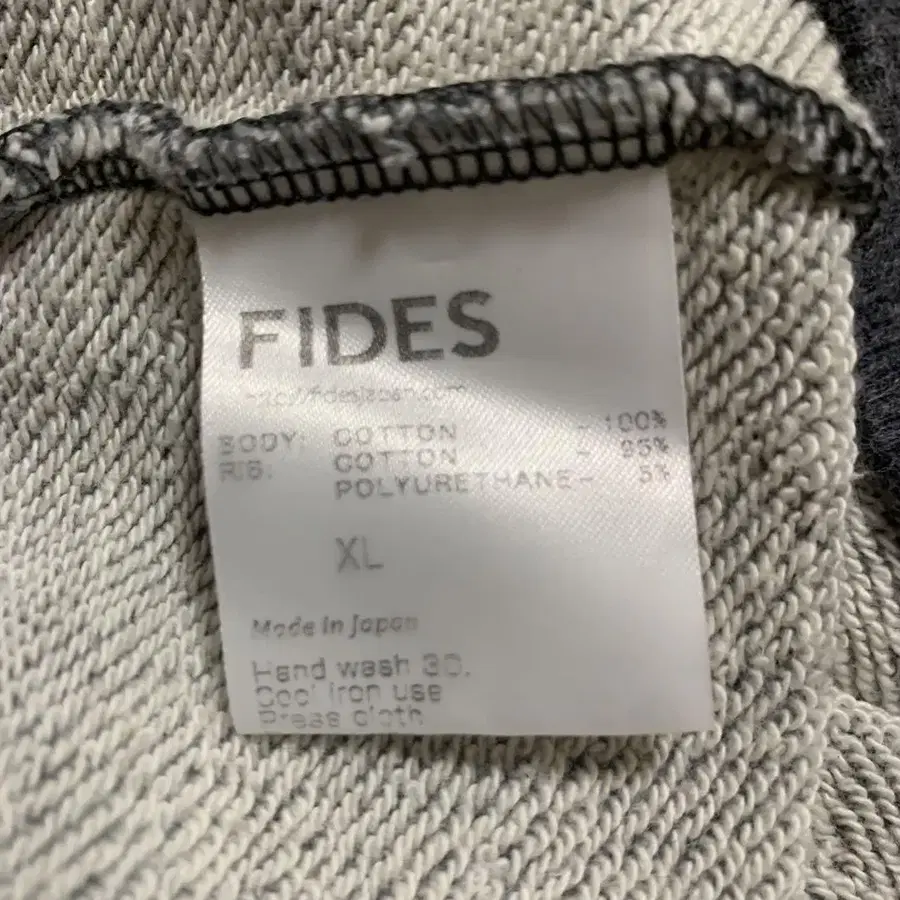 FIDES
BODY: COTTON - 100%
RIB: COTTON - 95%
POLYURETHANE - 5%
XL
Made in Japan
Hand wash 30.
Cool iron use
Press cloth